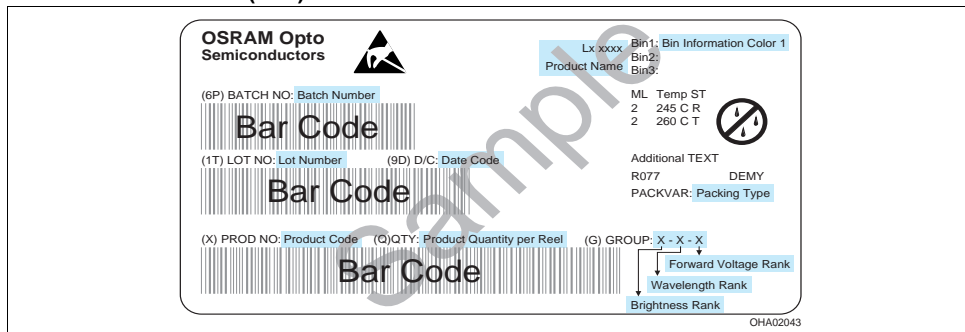 OSRAM Opto
Semiconductors
Lx xxxx
Product Name
Bin1: Bin Information Color 1
Bin2:
Bin3:
(6P) BATCH NO: Batch Number
Bar Code
ML Temp ST
2 245 C R
2 260 C T
(1T) LOT NO: Lot Number (9D) D/C: Date Code
Bar Code
Additional TEXT
R077 DEMY
PACKVAR: Packing Type
(X) PROD NO: Product Code (Q)QTY: Product Quantity per Reel (G) GROUP: X - X - X
Bar Code
Forward Voltage Rank
Wavelength Rank
Brightness Rank
Sample
OHA02043